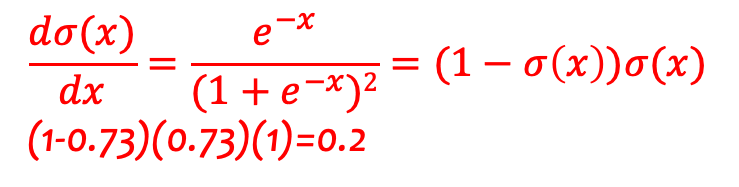 dσ(x)/dx = e^−x/(1 + e^−x)^2 = (1 − σ(x))σ(x)
(1-0.73)(0.73)(1)=0.2